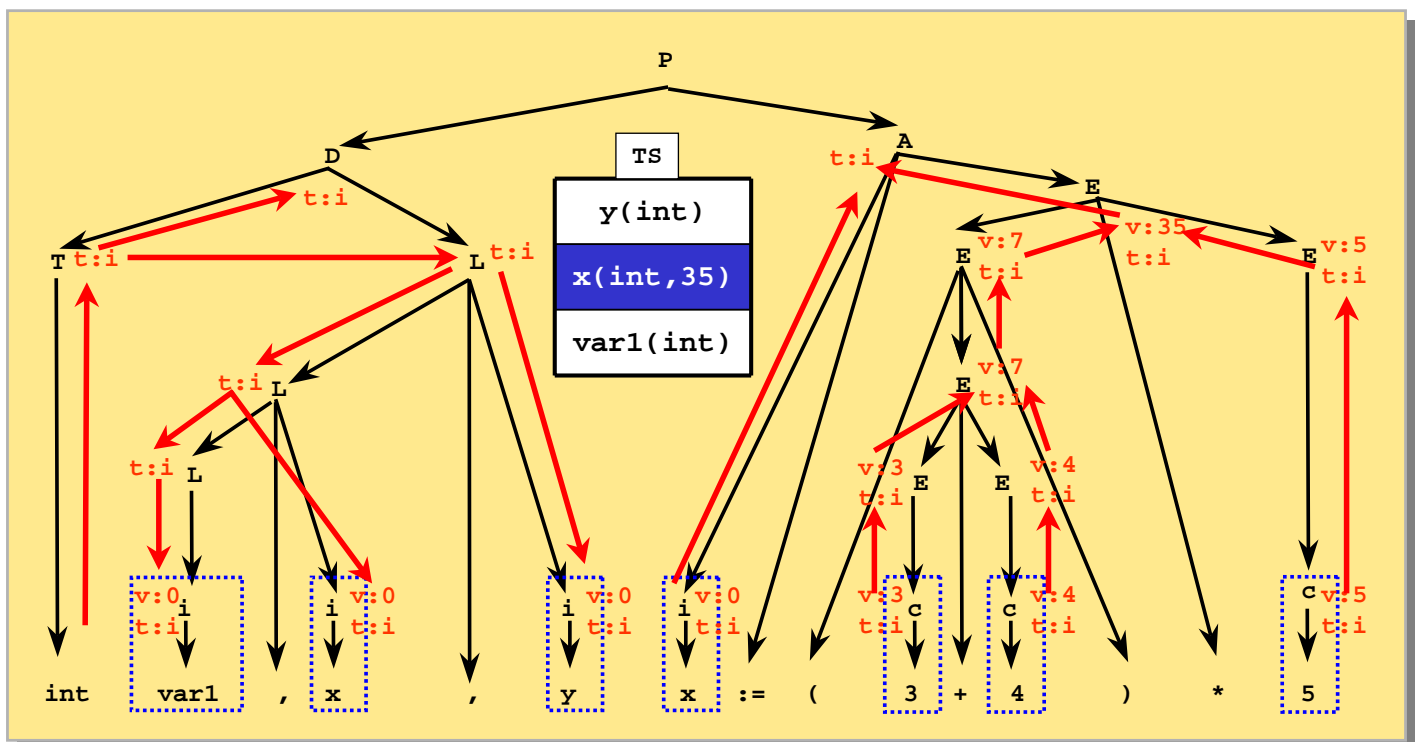 P
D
TS
A
t:i
t:i
E
y(int)
T t:i
L t:i
E v:7
t:i
v:35
t:i
E v:5
t:i
x(int,35)
var1(int)
t:i L
E v:7
t:i
t:i L
v:3
t:i
E
E
v:4
t:i
v:0
t:i
i
i
v:0
t:i
i
v:0
t:i
i
v:0
t:i
v:3
t:i
c
c
v:4
t:i
c
v:5
t:i
int var1 , x , y x := ( 3 + 4 ) * 5